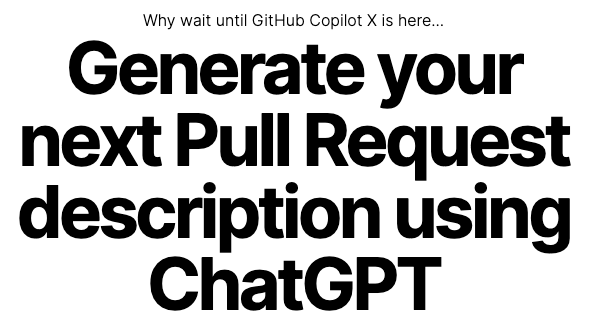 Why wait until GitHub Copilot X is here...
Generate your
next Pull Request
description using
ChatGPT